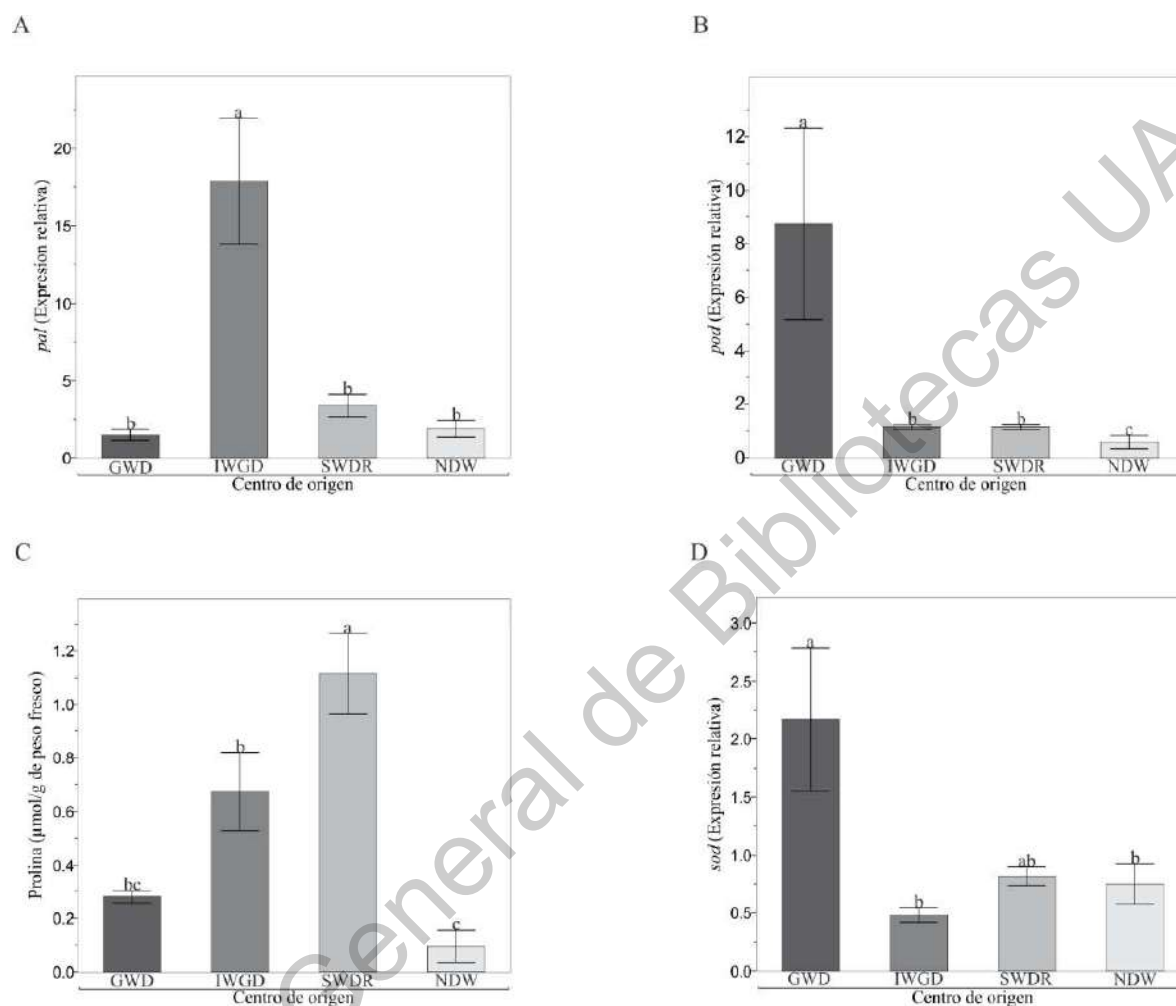 A
pal (Expresion relativa)
20
15
10
5
0
a
b
b
b
GWD IWGD SWDR NDW
Centro de origen
B
pod (Expresión relativa)
12
10
8
6
4
2
0
a
b
b
c
GWD IWGD SWDR NDW
Centro de origen
C
Prolina (µmol/g de peso fresco)
1.2
1.0
0.8
0.6
0.4
0.2
0.0
bc
b
a
c
GWD IWGD SWDR NDW
D
sod (Expresión relativa)
3.0
2.5
2.0
1.5
1.0
0.5
0.0
a
b
ab
b
GWD IWGD SWDR NDW
Centro de origen
Centro de origen
General de Bibliotecas UA